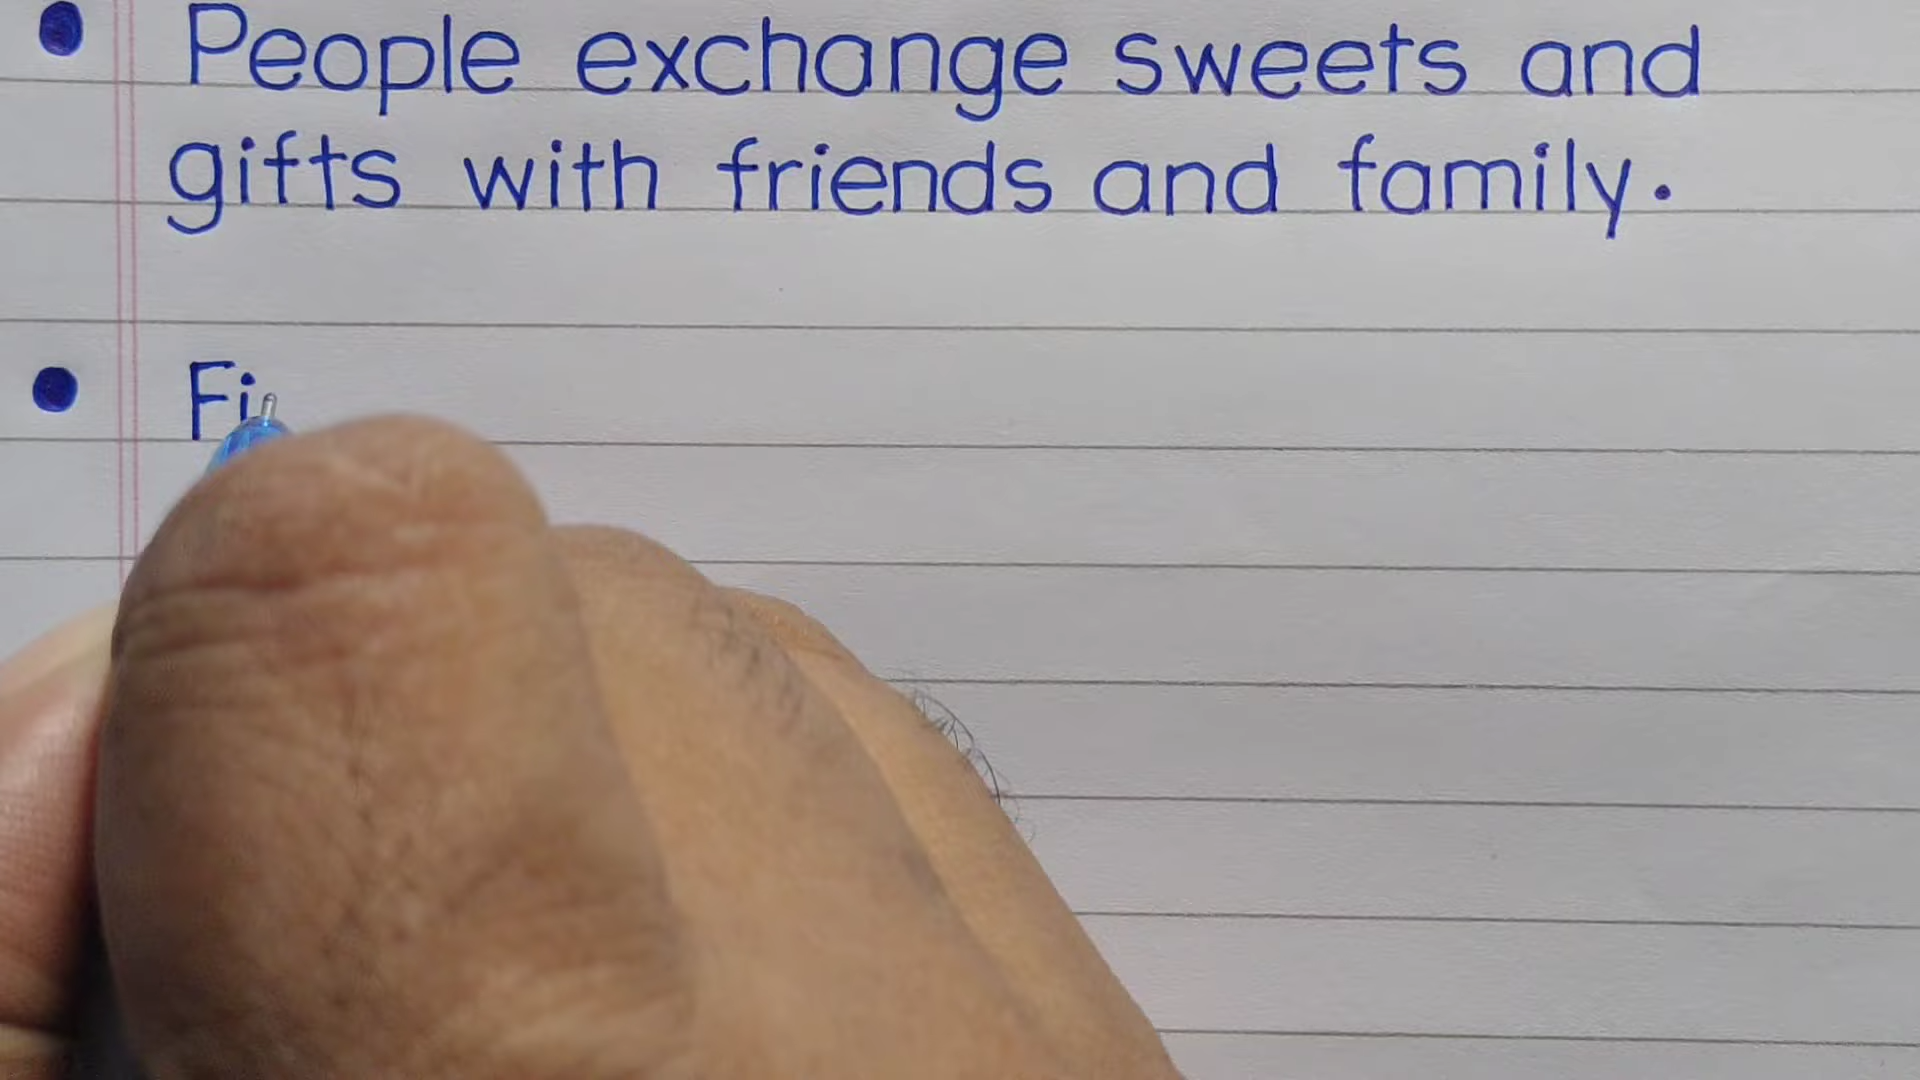 • People exchange sweets and
gifts with friends and family.
• Fi